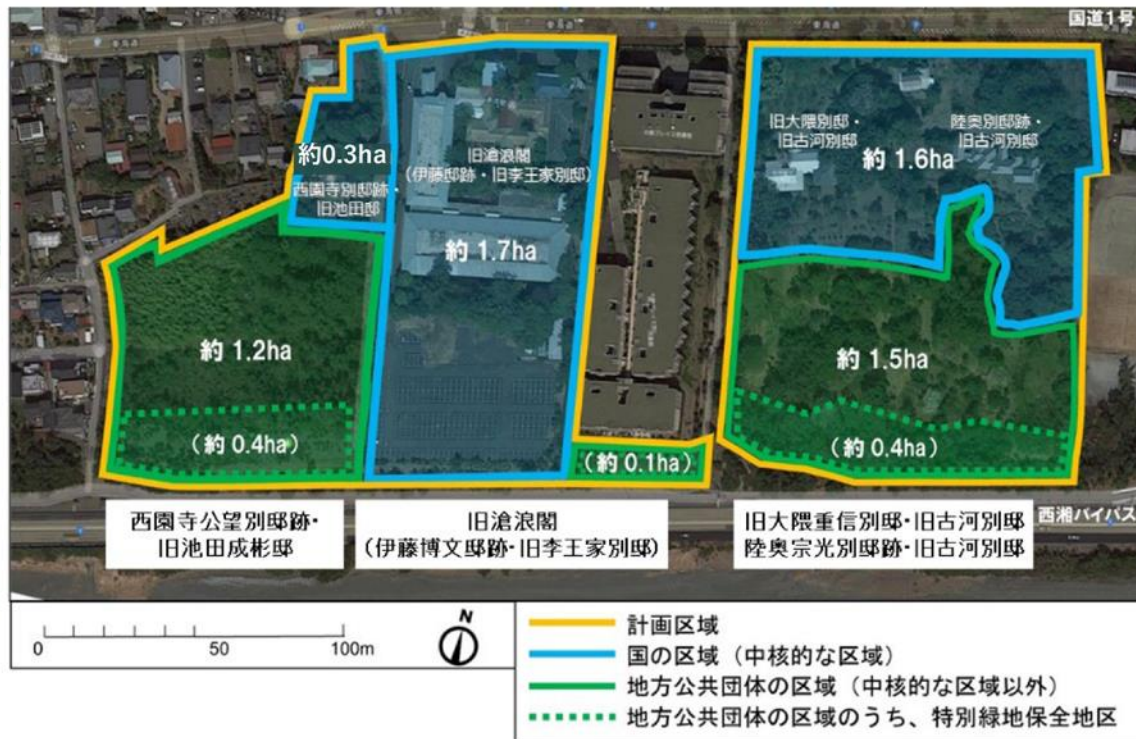 国道1号
約0.3ha
西園寺別邸跡・
旧池田邸
旧滄浪閣
（伊藤邸跡・旧李王家別邸）
約 1.7ha
旧大隈別邸・
旧古河別邸
陸奥別邸跡・
旧古河別邸
約 1.6ha
約 1.2ha
（約 0.4ha）
（約 0.1ha）
約 1.5ha
（約 0.4ha）
西園寺公望別邸跡・
旧池田成彬邸
旧滄浪閣
（伊藤博文邸跡・旧李王家別邸）
旧大隈重信別邸・旧古河別邸
陸奥宗光別邸跡・旧古河別邸
西湘バイパス
0 50 100m
N
計画区域
国の区域（中核的な区域）
地方公共団体の区域（中核的な区域以外）
地方公共団体の区域のうち、特別緑地保全地区